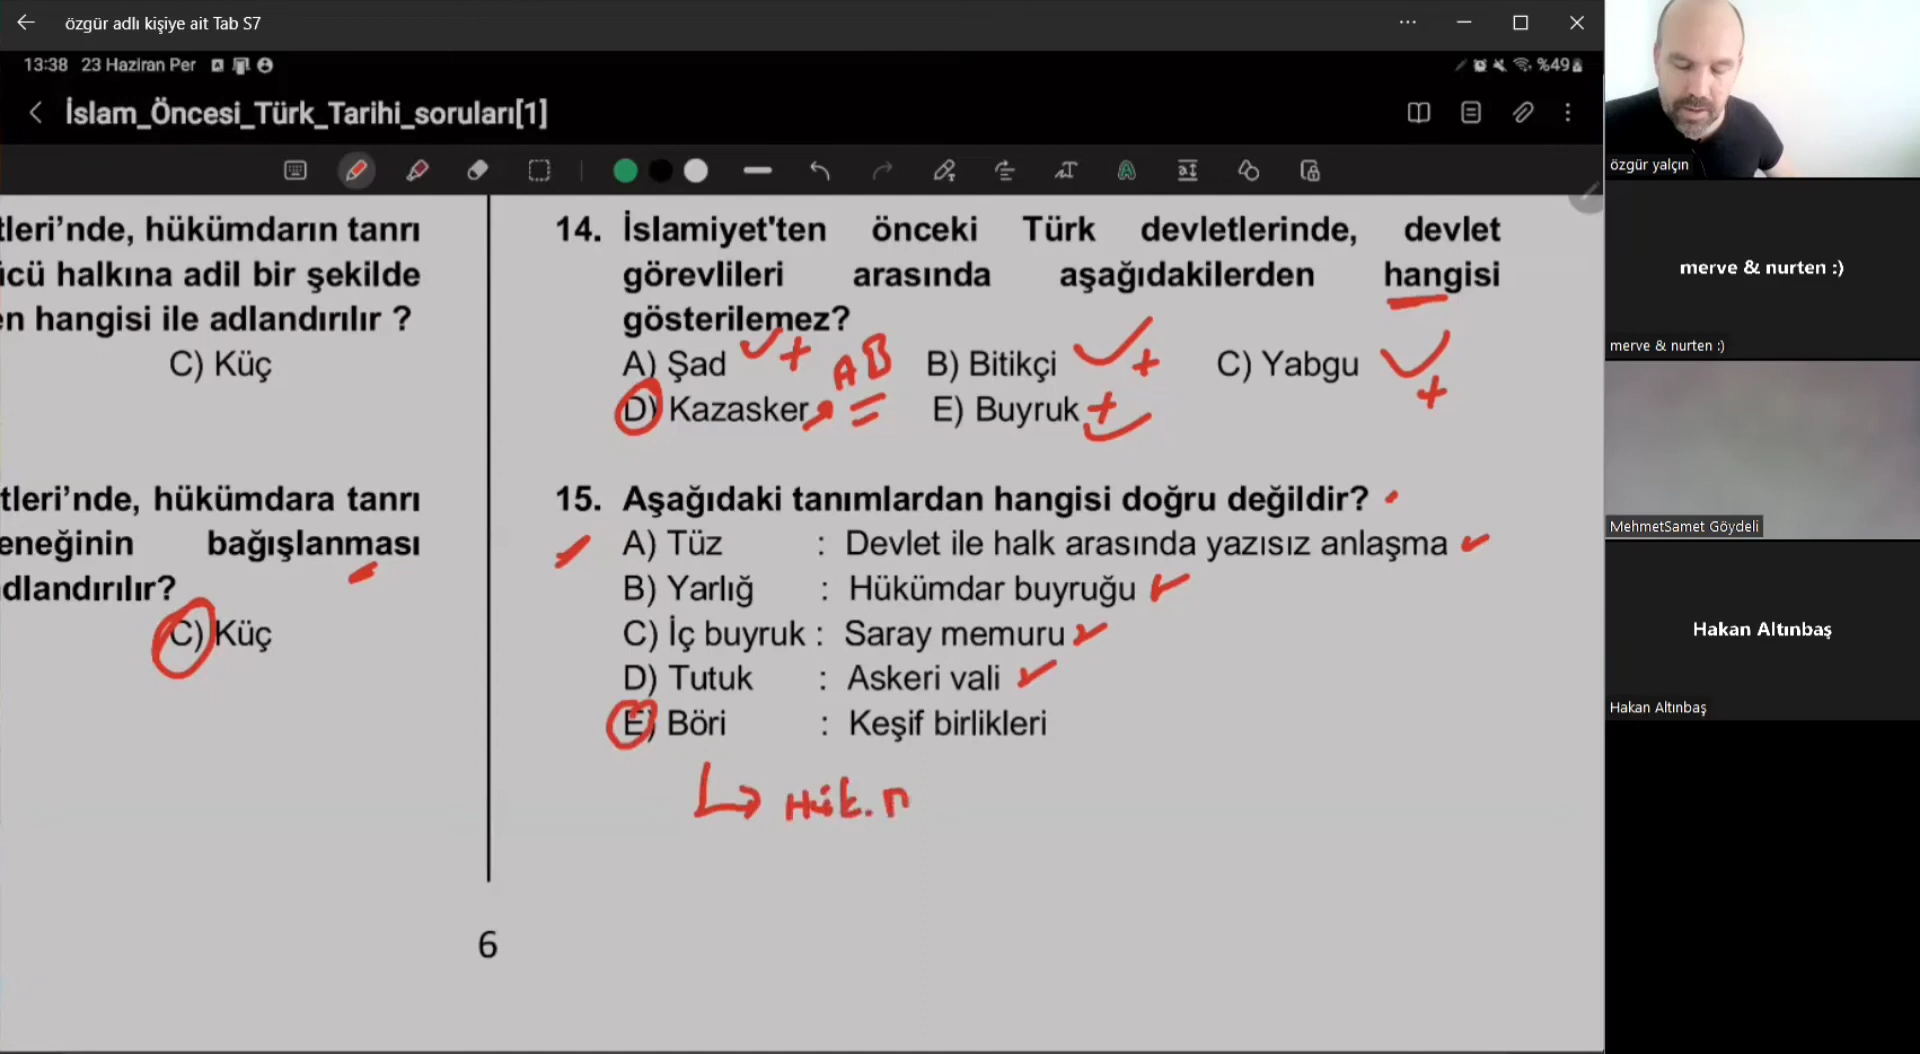 özgür adlı kişiye ait Tab S7
13:38 23 Haziran Per
%49
İslam_Öncesi_Türk_Tarihi_soruları[1]
tleri’nde, hükümdarın tanrı
icü halkına adil bir şekilde
en hangisi ile adlandırılır ?
C) Küç
tleri’nde, hükümdara tanrı
eneğinin bağışlanması
dlandırılır?
C) Küç
14. İslamiyet'ten önceki Türk devletlerinde, devlet
görevlileri arasında aşağıdakilerden hangisi
gösterilemez?
A) Şad B) Bitikçi C) Yabgu
AB
D) Kazasker E) Buyruk
15. Aşağıdaki tanımlardan hangisi doğru değildir?
A) Tüz : Devlet ile halk arasında yazısız anlaşma
B) Yarlığ : Hükümdar buyruğu
C) İç buyruk : Saray memuru
D) Tutuk : Askeri vali
E) Böri : Keşif birlikleri
Hük.
6
özgür yalçın
merve & nurten :)
merve & nurten :)
MehmetSamet Göydeli
Hakan Altınbaş
Hakan Altınbaş